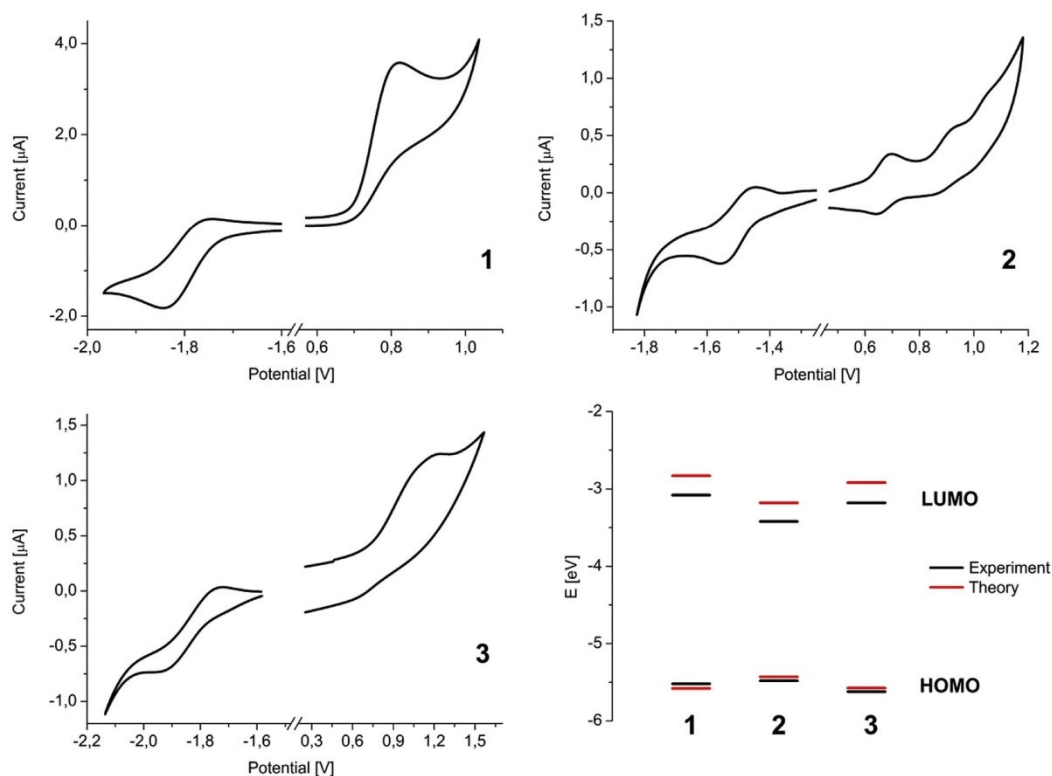 4,0
2,0
0,0
-2,0
Current [μA]
-2,0 -1,8 -1,6 0,6 0,8 1,0
Potential [V]
1
1,5
1,0
0,5
0,0
-0,5
-1,0
Current [μA]
-1,8 -1,6 -1,4 0,6 0,8 1,0 1,2
Potential [V]
2
1,5
1,0
0,5
0,0
-0,5
-1,0
Current [μA]
-2,2 -2,0 -1,8 -1,6 0,3 0,6 0,9 1,2 1,5
Potential [V]
3
-2
-3
-4
-5
-6
E [eV]
LUMO
Experiment
Theory
HOMO
1 2 3